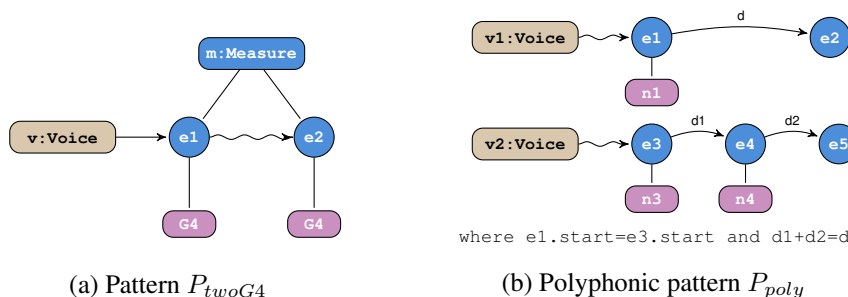 m:Measure
v:Voice
e1
e2
G4
G4
(a) Pattern P_twoG4
v1:Voice
e1
d
e2
n1
v2:Voice
e3
d1
e4
d2
e5
n3
n4
where e1.start=e3.start and d1+d2=d
(b) Polyphonic pattern P_poly